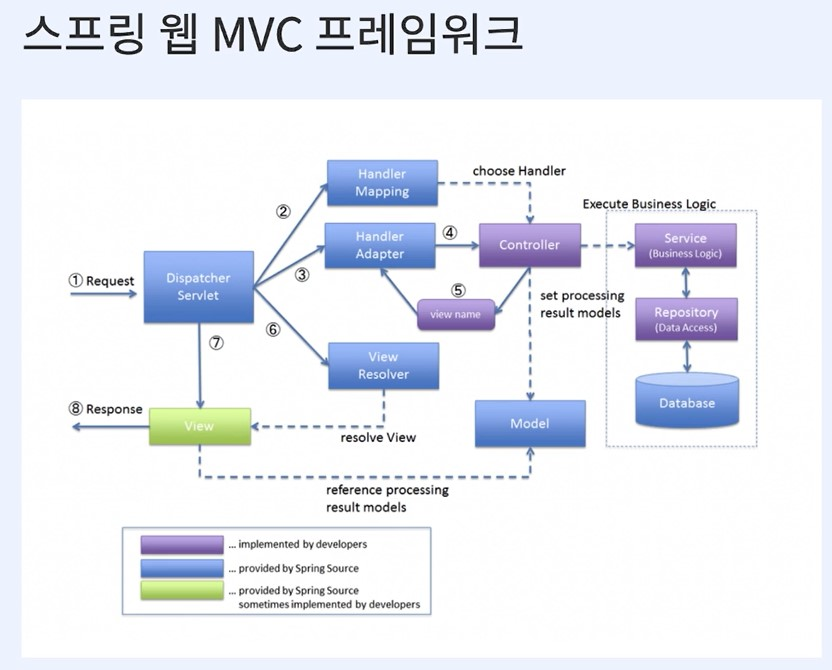 스프링 웹 MVC 프레임워크
Handler
Mapping
choose Handler
②
Execute Business Logic
Handler
Adapter
④
Controller
Service
(Business Logic)
① Request
Dispatcher
Servlet
③
⑤
view name
set processing
result models
Repository
(Data Access)
⑥
⑦
View
Resolver
Database
⑧ Response
View
resolve View
Model
reference processing
result models
... implemented by developers
... provided by Spring Source
... provided by Spring Source
sometimes implemented by developers